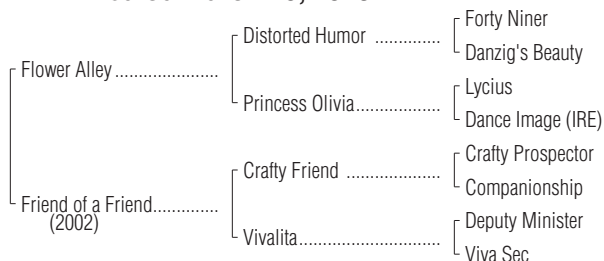 Forty Niner
Distorted Humor ..............
Danzig's Beauty
Flower Alley ......................
Lycius
Princess Olivia..................
Dance Image (IRE)
Crafty Prospector
Crafty Friend ....................
Companionship
Friend of a Friend..............
(2002)
Deputy Minister
Vivalita..............................
Viva Sec